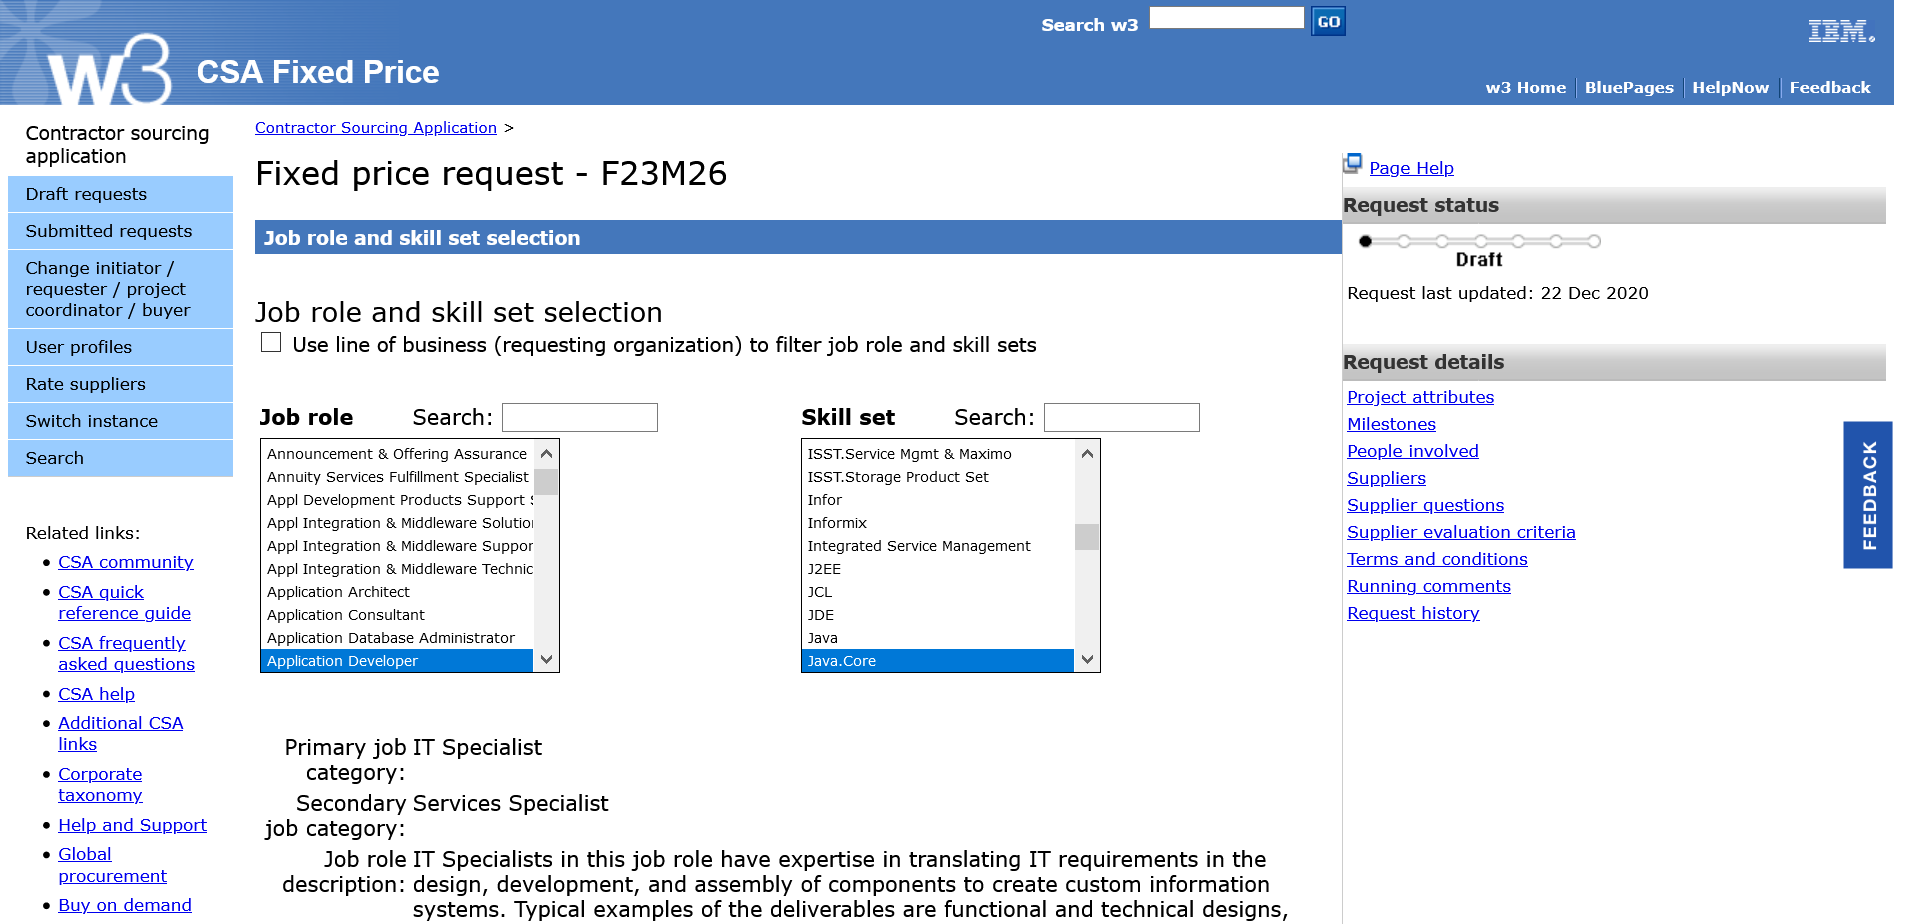 Search w3
GO
IBM.
w3
CSA Fixed Price
w3 Home
BluePages
HelpNow
Feedback
Contractor sourcing
application
Draft requests
Submitted requests
Change initiator /
requester / project
coordinator / buyer
User profiles
Rate suppliers
Switch instance
Search
Related links:
CSA community
CSA quick
reference guide
CSA frequently
asked questions
CSA help
Additional CSA
links
Corporate
taxonomy
Help and Support
Global
procurement
Buy on demand
Contractor Sourcing Application >
Fixed price request - F23M26
Job role and skill set selection
Job role and skill set selection
Use line of business (requesting organization) to filter job role and skill sets
Job role
Search:
Announcement & Offering Assurance
Annuity Services Fulfillment Specialist
Appl Development Products Support
Appl Integration & Middleware Solutio
Appl Integration & Middleware Suppor
Appl Integration & Middleware Technic
Application Architect
Application Consultant
Application Database Administrator
Application Developer
Skill set
Search:
ISST.Service Mgmt & Maximo
ISST.Storage Product Set
Infor
Informix
Integrated Service Management
J2EE
JCL
JDE
Java
Java.Core
Primary job category: IT Specialist
Secondary job category: Services Specialist
Job role IT Specialists in this job role have expertise in translating IT requirements in the
description: design, development, and assembly of components to create custom information
systems. Typical examples of the deliverables are functional and technical designs,
Page Help
Request status
Draft
Request last updated: 22 Dec 2020
Request details
Project attributes
Milestones
People involved
Suppliers
Supplier questions
Supplier evaluation criteria
Terms and conditions
Running comments
Request history
FEEDBACK